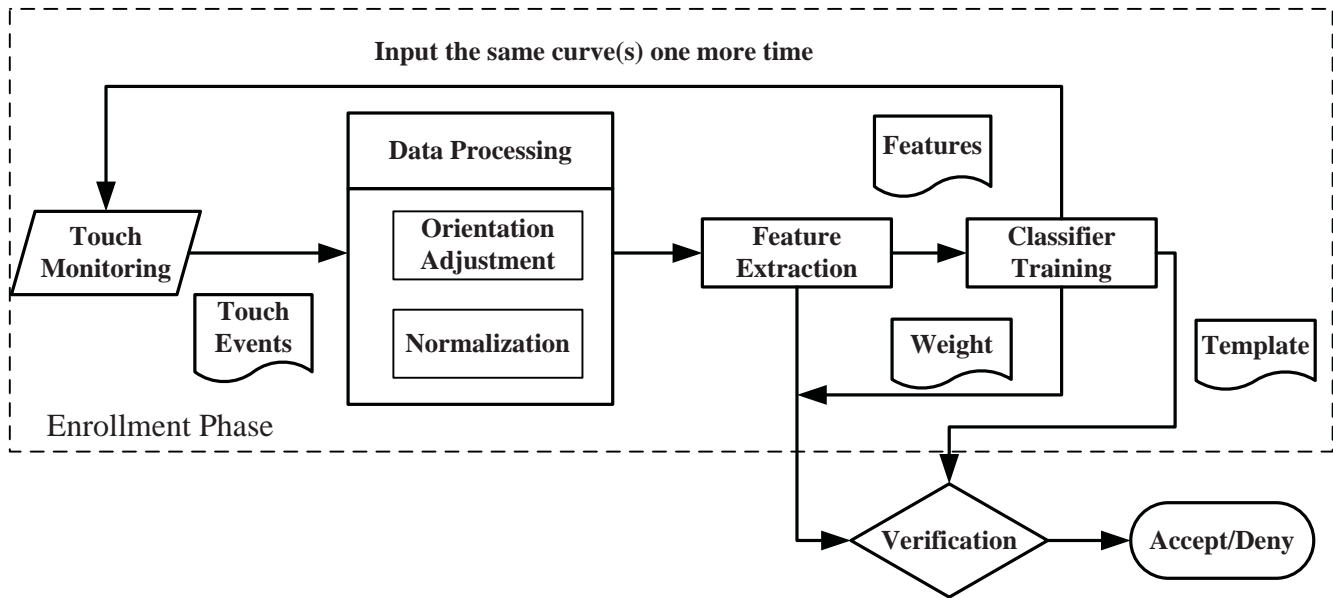 Input the same curve(s) one more time
Data Processing
Features
Touch
Monitoring
Orientation
Adjustment
Feature
Extraction
Classifier
Training
Touch
Events
Normalization
Weight
Template
Enrollment Phase
Verification
Accept/Deny